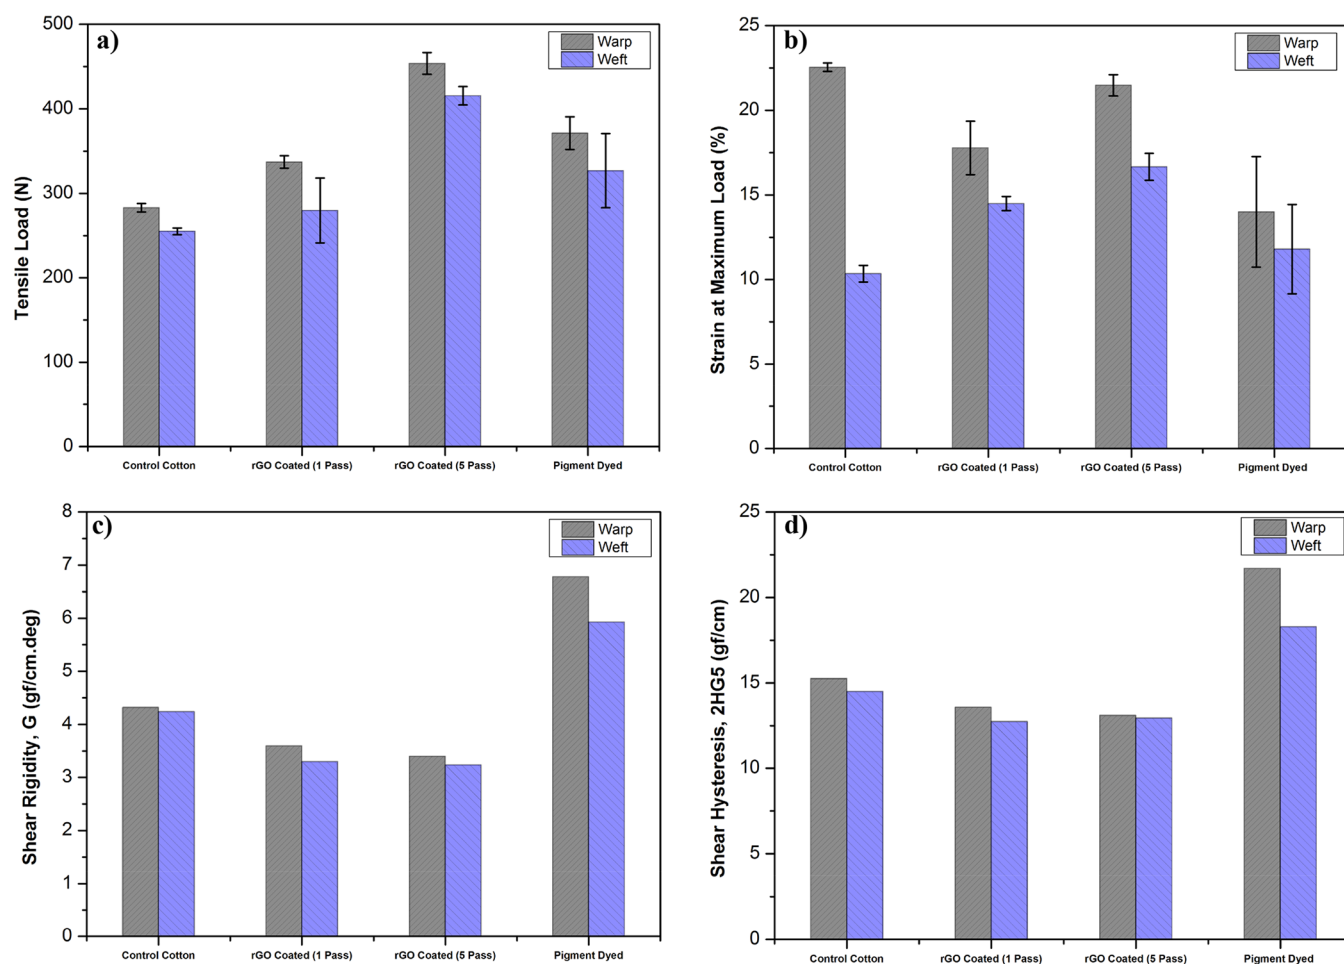 a)
Warp
Weft
500
400
300
200
100
0
Tensile Load (N)
Control Cotton
rGO Coated (1 Pass)
rGO Coated (5 Pass)
Pigment Dyed
b)
Warp
Weft
25
20
15
10
5
0
Strain at Maximum Load (%)
Control Cotton
rGO Coated (1 Pass)
rGO Coated (5 Pass)
Pigment Dyed
c)
Warp
Weft
8
7
6
5
4
3
2
1
0
Shear Rigidity, G (gf/cm.deg)
Control Cotton
rGO Coated (1 Pass)
rGO Coated (5 Pass)
Pigment Dyed
d)
Warp
Weft
25
20
15
10
5
0
Shear Hysteresis, 2HG5 (gf/cm)
Control Cotton
rGO Coated (1 Pass)
rGO Coated (5 Pass)
Pigment Dyed